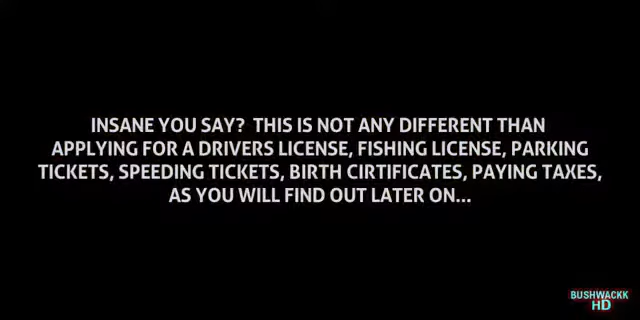 INSANE YOU SAY? THIS IS NOT ANY DIFFERENT THAN
APPLYING FOR A DRIVERS LICENSE, FISHING LICENSE, PARKING
TICKETS, SPEEDING TICKETS, BIRTH CIRTIFICATES, PAYING TAXES,
AS YOU WILL FIND OUT LATER ON...
BUSHWACKK
HD